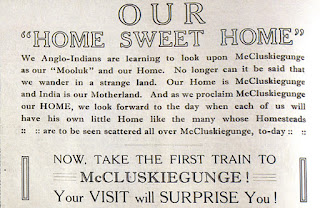 OUR
"HOME SWEET HOME"
We Anglo-Indians are learning to look upon McCluskiegunge
as our "Mooluk" and our Home. No longer can it be said that
we wander in a strange land. Our Home is McCluskiegunge
and India is our Motherland. And as we proclaim McCluskiegunge
our HOME, we look forward to the day when each of us will
have his own little Home like the many whose Homesteads
:: :: are to be seen scattered all over McCluskiegunge, to-day :: ::
NOW, TAKE THE FIRST TRAIN TO
McCLUSKIEGUNGE!
Your VISIT will SURPRISE You!